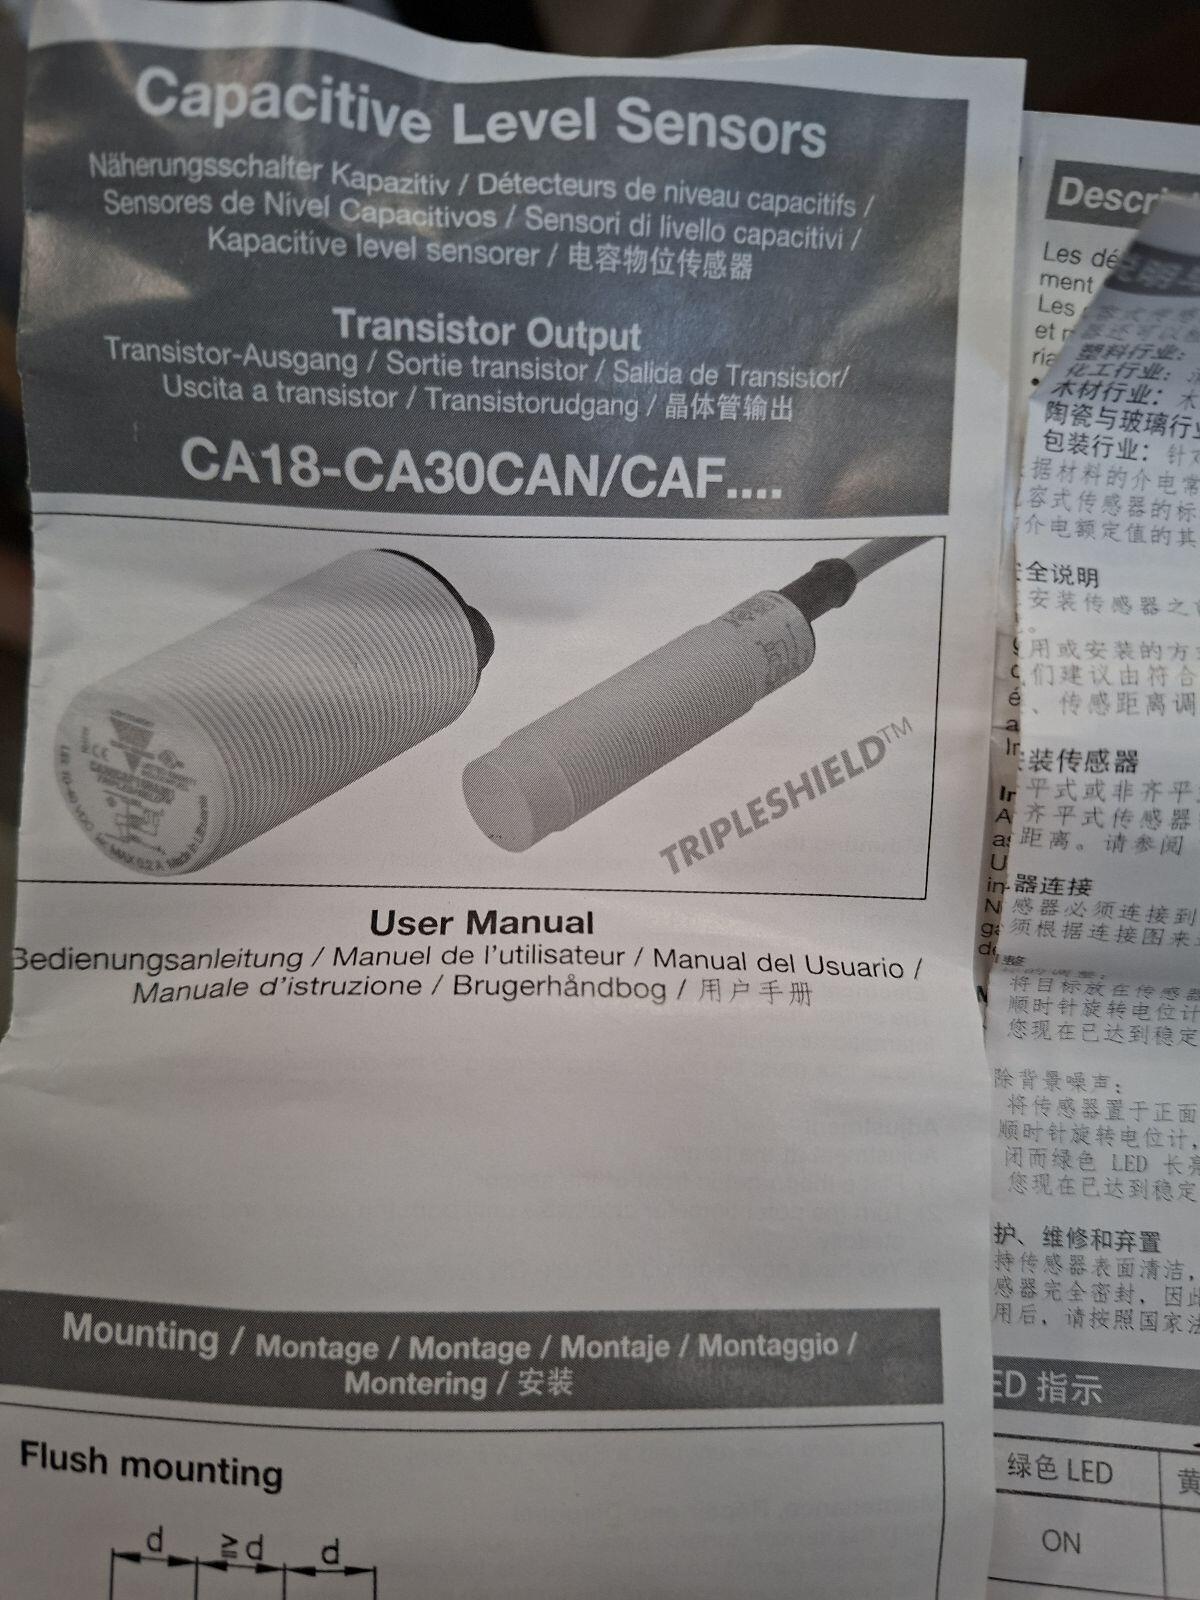 Capacitive Level Sensors
Näherungsschalter Kapazitiv / Détecteurs de niveau capacitifs /
Sensores de Nivel Capacitivos / Sensori di livello capacitivi /
Kapacitive level sensorer / 电容物位传感器
Transistor Output
Transistor-Ausgang / Sortie transistor / Salida de Transistor/
Uscita a transistor / Transistorudgang / 晶体管输出
CA18-CA30CAN/CAF....
TRIPLESHIELD™
User Manual
Bedienungsanleitung / Manuel de l'utilisateur / Manual del Usuario /
Manuale d'istruzione / Brugerhåndbog / 用户手册
Mounting / Montage / Montage / Montaje / Montaggio /
Montering / 安装
Flush mounting
d ≧d d
Les
ment
Les
et
塑料行业：
化工行业：
木材行业：木
陶瓷与玻璃行业
包装行业：针对
据材料的介电常
容式传感器的标
介电额定值的其
全说明
安装传感器之
用或安装的方
们建议由符合
、传感距离调
装传感器
平式或非齐平
齐平式传感器
距离。请参阅
器连接
感器必须连接到
须根据连接图来
整
将目标放在传感器
顺时针旋转电位计
您现在已达到稳定
除背景噪声：
将传感器置于正面
顺时针旋转电位计，
闭而绿色 LED 长亮
您现在已达到稳定
护、维修和弃置
持传感器表面清洁，
感器完全密封，因此
用后，请按照国家法
ED 指示
绿色 LED
黄
ON